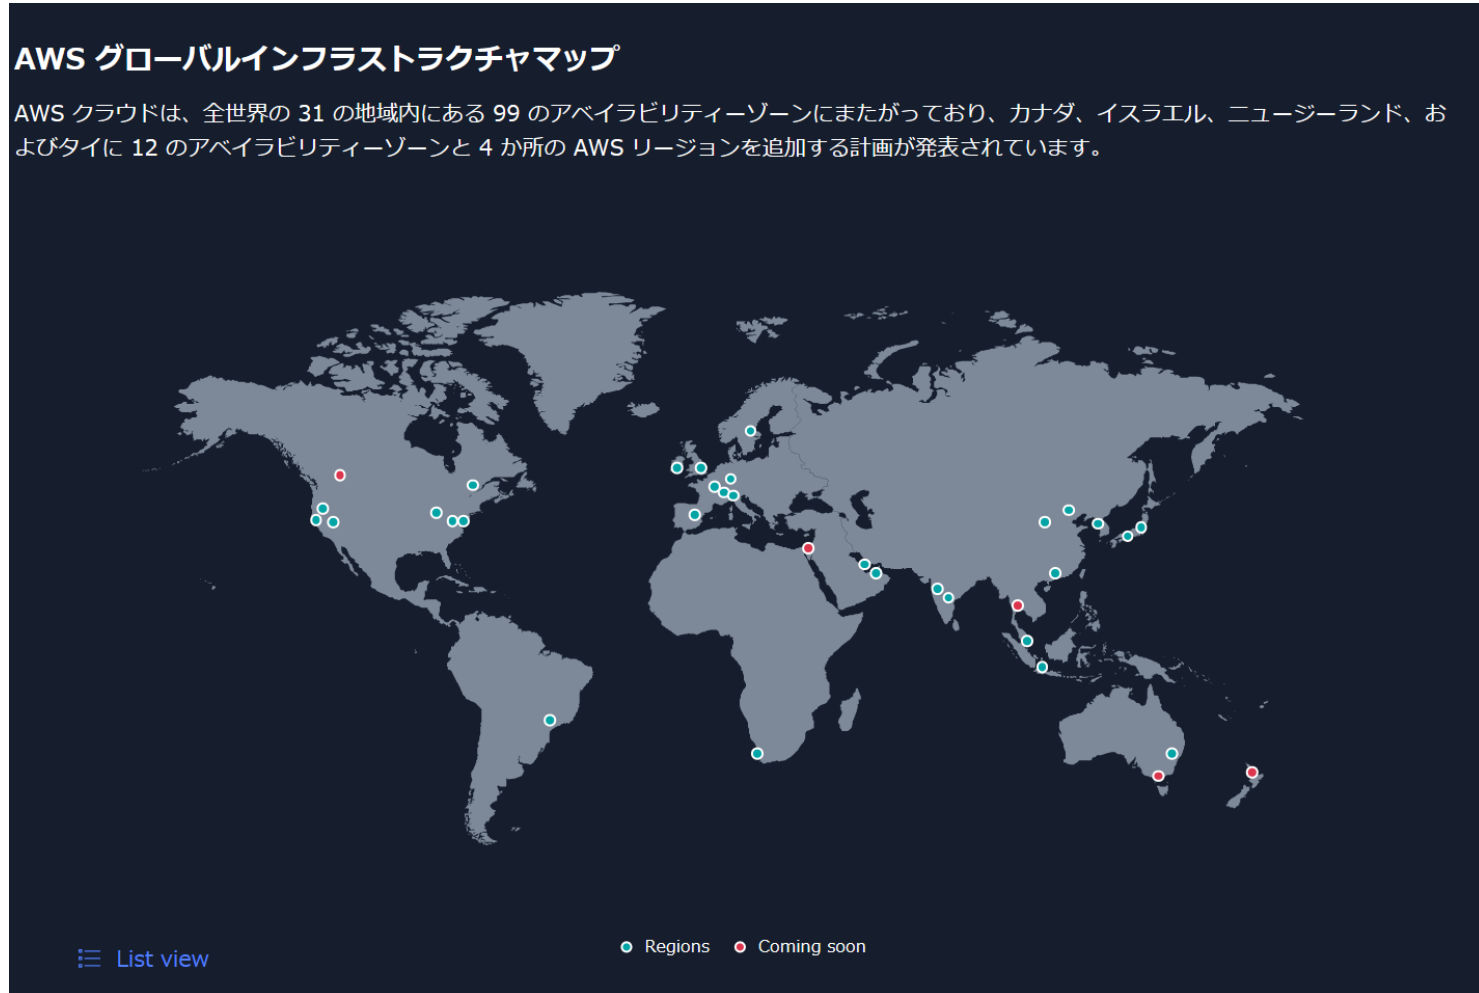 AWS グローバルインフラストラクチャマップ
AWS クラウドは、全世界の 31 の地域内にある 99 のアベイラビリティーゾーンにまたがっており、カナダ、イスラエル、ニュージーランド、お
よびタイに 12 のアベイラビリティーゾーンと 4 か所の AWS リージョンを追加する計画が発表されています。
Regions
Coming soon
List view